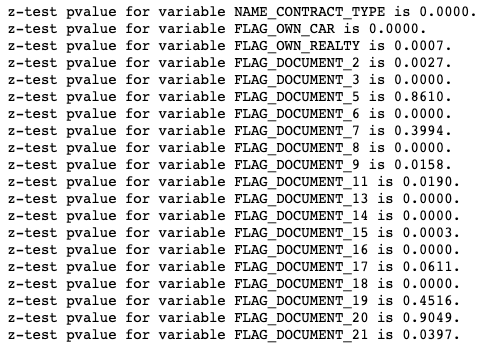 z-test pvalue for variable NAME_CONTRACT_TYPE is 0.0000.
z-test pvalue for variable FLAG_OWN_CAR is 0.0000.
z-test pvalue for variable FLAG_OWN_REALTY is 0.0007.
z-test pvalue for variable FLAG_DOCUMENT_2 is 0.0027.
z-test pvalue for variable FLAG_DOCUMENT_3 is 0.0000.
z-test pvalue for variable FLAG_DOCUMENT_5 is 0.8610.
z-test pvalue for variable FLAG_DOCUMENT_6 is 0.0000.
z-test pvalue for variable FLAG_DOCUMENT_7 is 0.3994.
z-test pvalue for variable FLAG_DOCUMENT_8 is 0.0000.
z-test pvalue for variable FLAG_DOCUMENT_9 is 0.0158.
z-test pvalue for variable FLAG_DOCUMENT_11 is 0.0190.
z-test pvalue for variable FLAG_DOCUMENT_13 is 0.0000.
z-test pvalue for variable FLAG_DOCUMENT_14 is 0.0000.
z-test pvalue for variable FLAG_DOCUMENT_15 is 0.0003.
z-test pvalue for variable FLAG_DOCUMENT_16 is 0.0000.
z-test pvalue for variable FLAG_DOCUMENT_17 is 0.0611.
z-test pvalue for variable FLAG_DOCUMENT_18 is 0.0000.
z-test pvalue for variable FLAG_DOCUMENT_19 is 0.4516.
z-test pvalue for variable FLAG_DOCUMENT_20 is 0.9049.
z-test pvalue for variable FLAG_DOCUMENT_21 is 0.0397.